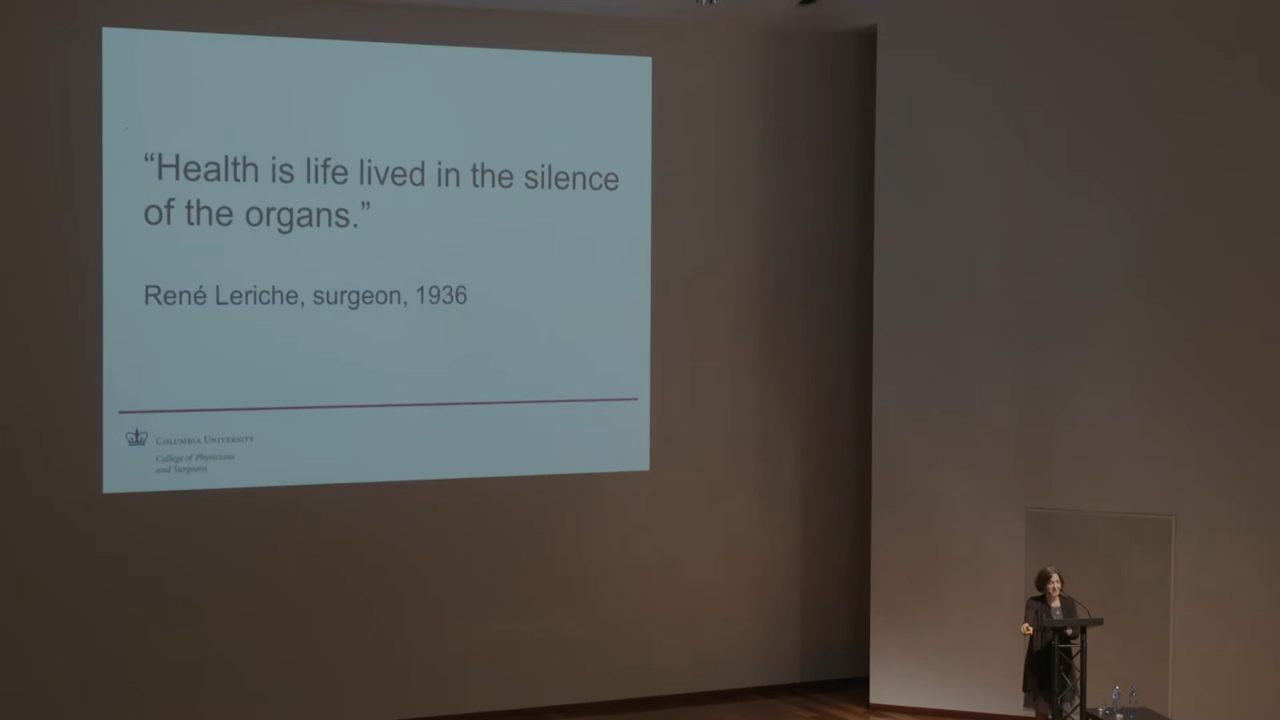 “Health is life lived in the silence
of the organs.”
René Leriche, surgeon, 1936
COLUMBIA UNIVERSITY
College of Physicians
and Surgeons